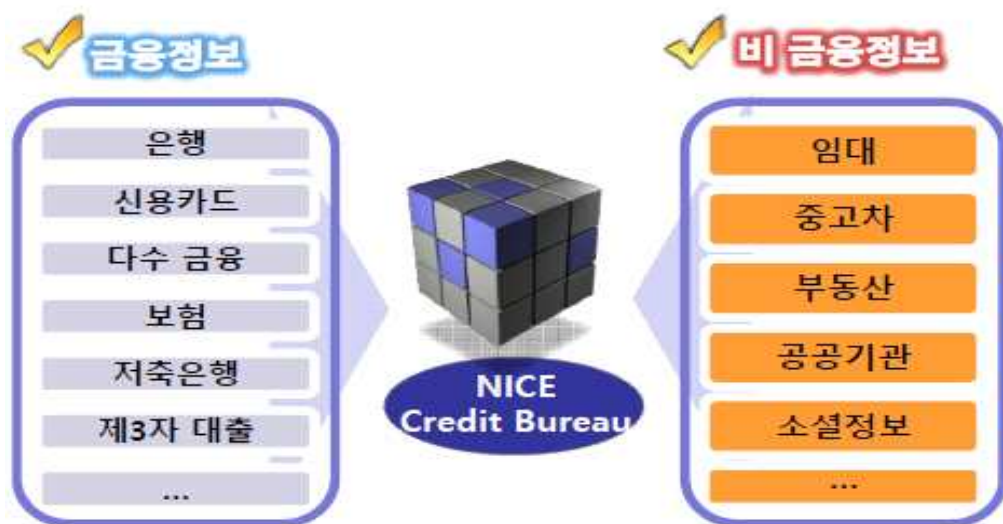 금융정보
은행
신용카드
다수 금융
보험
저축은행
제3자 대출
...
NICE
Credit Bureau
비 금융정보
임대
중고차
부동산
공공기관
소셜정보
...